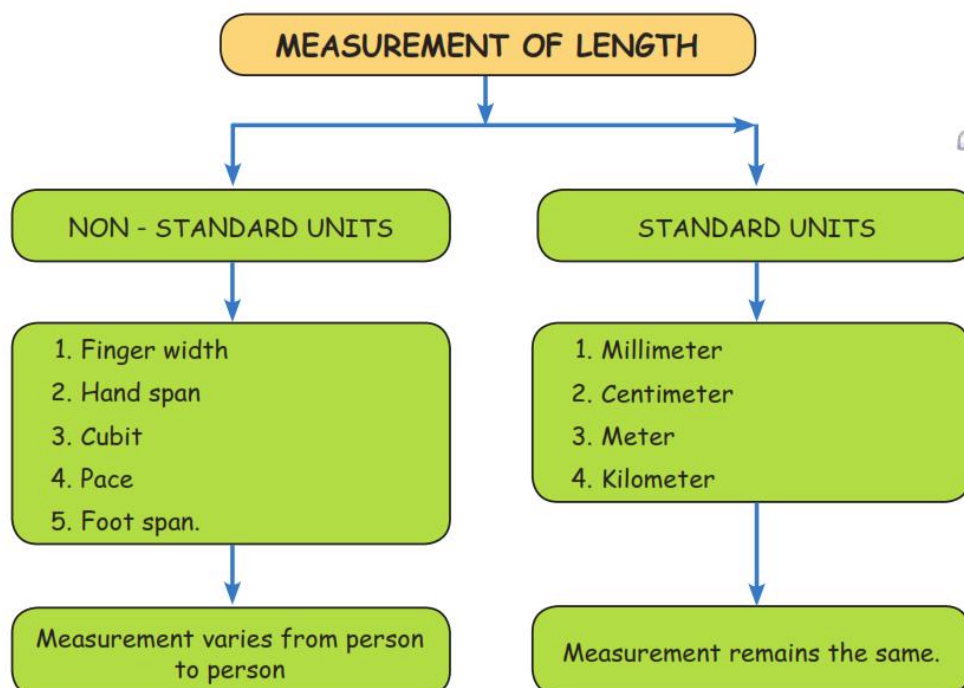 MEASUREMENT OF LENGTH
NON - STANDARD UNITS
1. Finger width
2. Hand span
3. Cubit
4. Pace
5. Foot span.
Measurement varies from person
to person
STANDARD UNITS
1. Millimeter
2. Centimeter
3. Meter
4. Kilometer
Measurement remains the same.